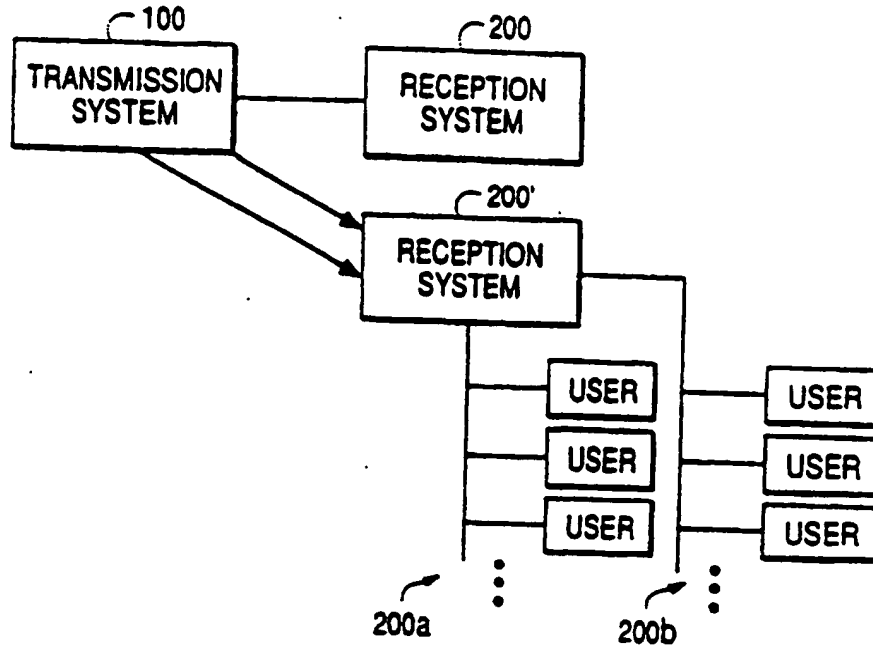 100
TRANSMISSION
SYSTEM
200
RECEPTION
SYSTEM
200'
RECEPTION
SYSTEM
USER
USER
USER
USER
USER
USER
200a
200b